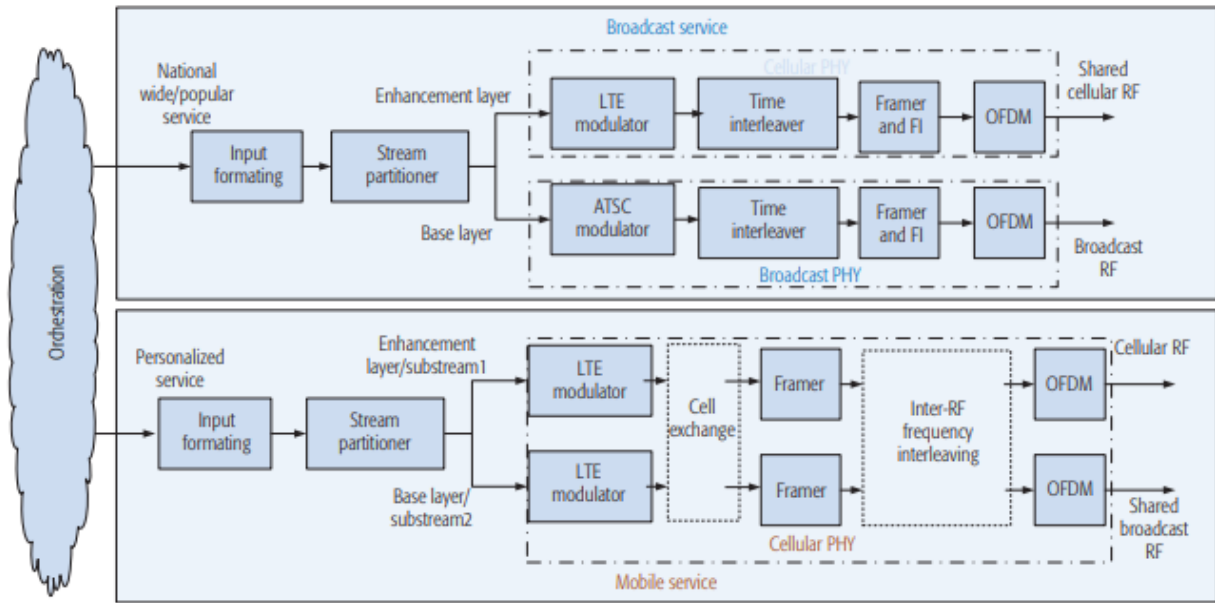 Broadcast service
Cellular PHY
National
wide/popular
service
Enhancement layer
LTE
modulator
Time
interleaver
Framer
and FI
OFDM
Shared
cellular RF
Input
formating
Stream
partitioner
Base layer
ATSC
modulator
Time
interleaver
Framer
and FI
OFDM
Broadcast
RF
Broadcast PHY
Orchestration
Personalized
service
Enhancement
layer/substream1
LTE
modulator
Cell
exchange
Framer
Inter-RF
frequency
interleaving
OFDM
Cellular RF
Input
formating
Stream
partitioner
Base layer/
substream2
LTE
modulator
Framer
OFDM
Shared
broadcast
RF
Cellular PHY
Mobile service